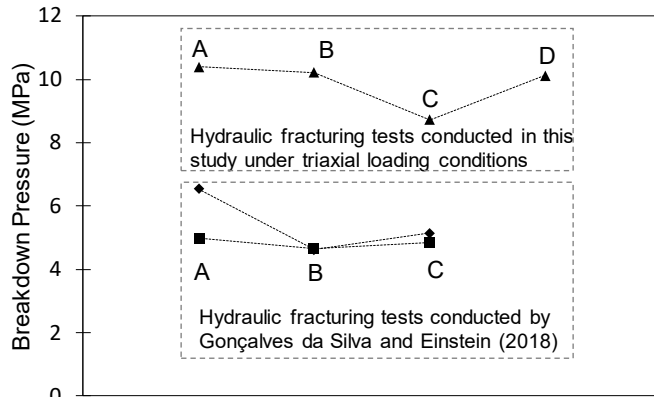 12
10
8
6
4
2
0
Breakdown Pressure (MPa)
A
B
C
D
Hydraulic fracturing tests conducted in this
study under triaxial loading conditions
A
B
C
Hydraulic fracturing tests conducted by
Gonçalves da Silva and Einstein (2018)